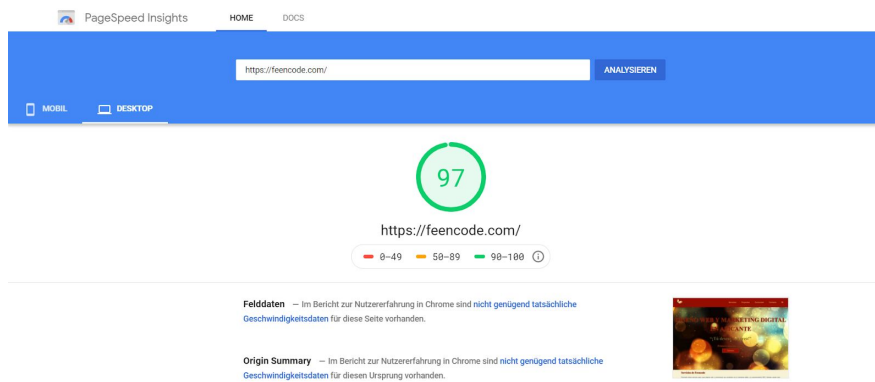 PageSpeed Insights HOME DOCS
https://feencode.com/ ANALYSIEREN
MOBIL DESKTOP
97
https://feencode.com/
0–49 50–89 90–100
Felddaten — Im Bericht zur Nutzererfahrung in Chrome sind nicht genügend tatsächliche
Geschwindigkeitsdaten für diese Seite vorhanden.
Origin Summary — Im Bericht zur Nutzererfahrung in Chrome sind nicht genügend tatsächliche
Geschwindigkeitsdaten für diesen Ursprung vorhanden.
MARKETING DIGITAL